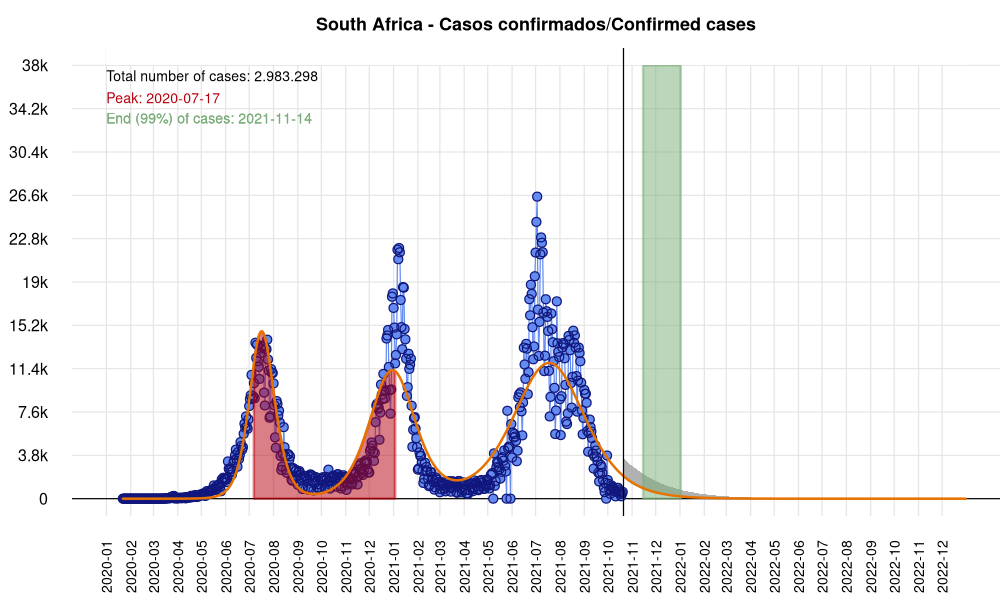 South Africa - Casos confirmados/Confirmed cases
Total number of cases: 2.983.298
Peak: 2020-07-17
End (99%) of cases: 2021-11-14
38k
34.2k
30.4k
26.6k
22.8k
19k
15.2k
11.4k
7.6k
3.8k
0
2020-01
2020-02
2020-03
2020-04
2020-05
2020-06
2020-07
2020-08
2020-09
2020-10
2020-11
2020-12
2021-01
2021-02
2021-03
2021-04
2021-05
2021-06
2021-07
2021-08
2021-09
2021-10
2021-11
2021-12
2022-01
2022-02
2022-03
2022-04
2022-05
2022-06
2022-07
2022-08
2022-09
2022-10
2022-11
2022-12